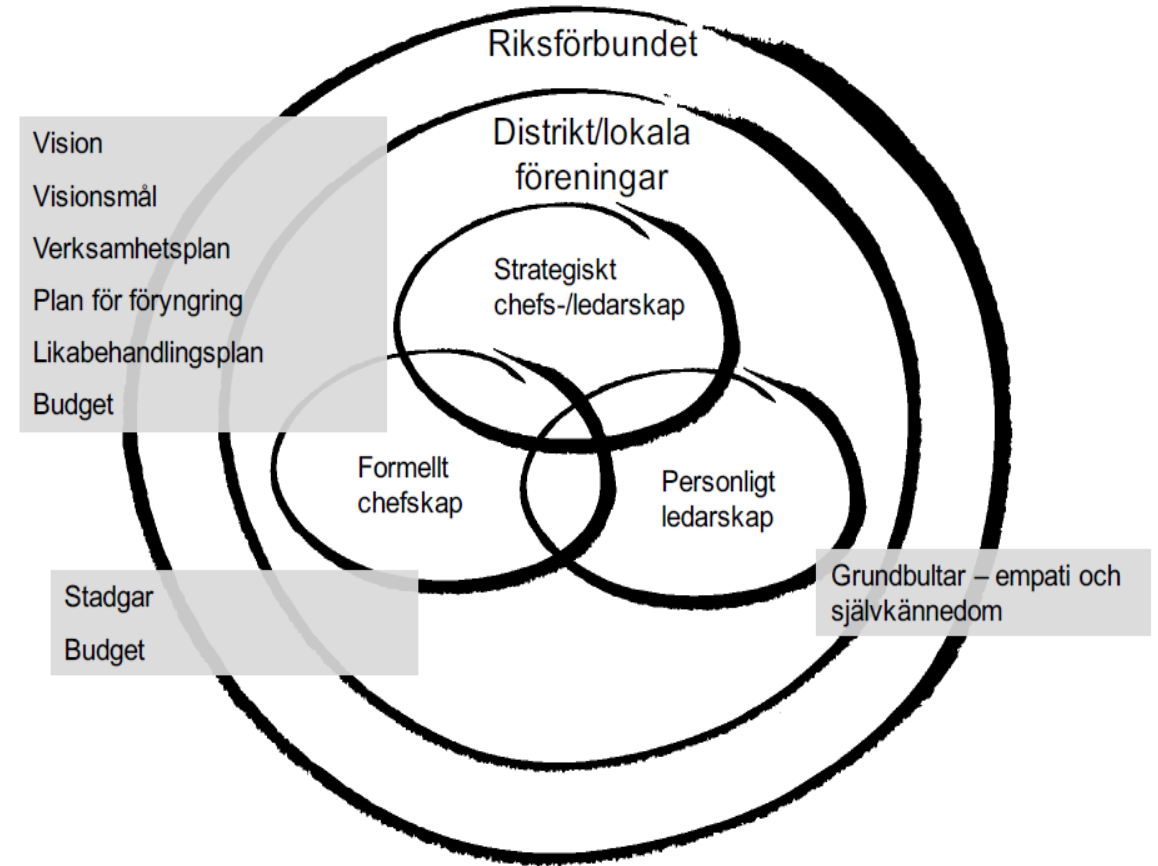 Riksförbundet
Distrikt/lokala
föreningar
Vision
Visionsmål
Verksamhetsplan
Plan för föryngring
Likabehandlingsplan
Budget
Strategiskt
chefs-/ledarskap
Formellt
chefskap
Personligt
ledarskap
Stadgar
Budget
Grundbultar – empati och
självkännedom